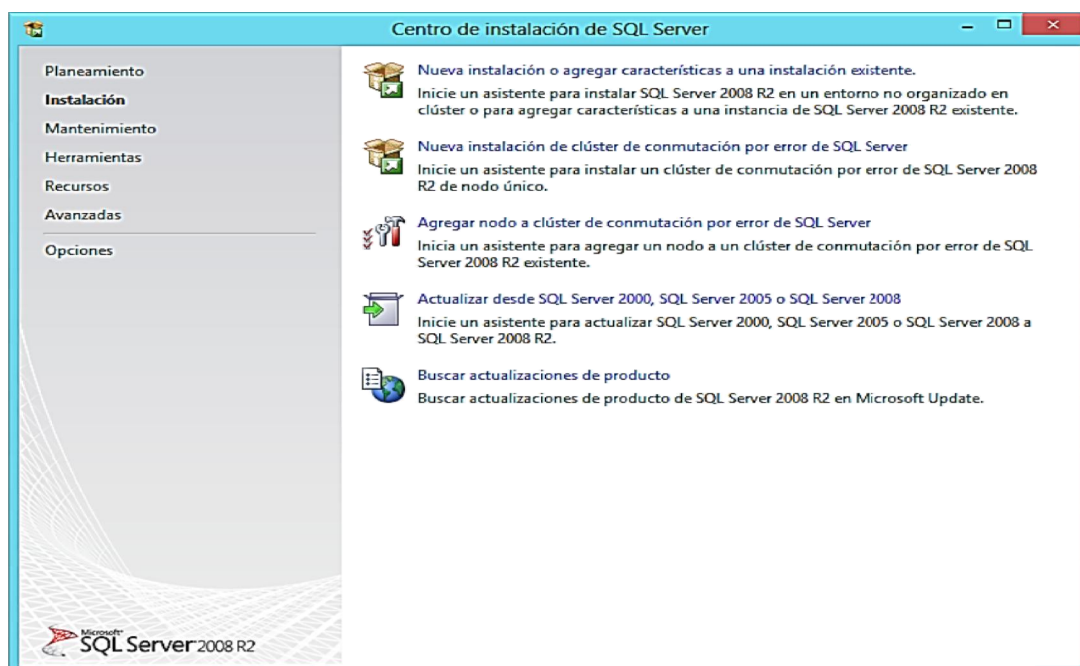 Centro de instalación de SQL Server
Planeamiento
Instalación
Mantenimiento
Herramientas
Recursos
Avanzadas
Opciones
Nueva instalación o agregar características a una instalación existente.
Inicie un asistente para instalar SQL Server 2008 R2 en un entorno no organizado en
clúster o para agregar características a una instancia de SQL Server 2008 R2 existente.
Nueva instalación de clúster de conmutación por error de SQL Server
Inicie un asistente para instalar un clúster de conmutación por error de SQL Server 2008
R2 de nodo único.
Agregar nodo a clúster de conmutación por error de SQL Server
Inicia un asistente para agregar un nodo a un clúster de conmutación por error de SQL
Server 2008 R2 existente.
Actualizar desde SQL Server 2000, SQL Server 2005 o SQL Server 2008
Inicie un asistente para actualizar SQL Server 2000, SQL Server 2005 o SQL Server 2008 a
SQL Server 2008 R2.
Buscar actualizaciones de producto
Buscar actualizaciones de producto de SQL Server 2008 R2 en Microsoft Update.
Microsoft
SQL Server 2008 R2